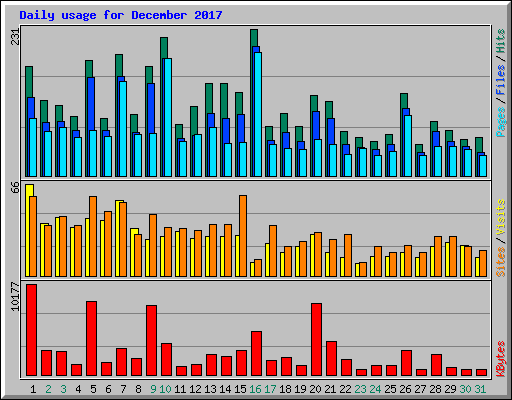 Daily usage for December 2017
231
66
10177
Pages / Files / Hits
Sites / Visits
KBytes
1 2 3 4 5 6 7 8 9 10 11 12 13 14 15 16 17 18 19 20 21 22 23 24 25 26 27 28 29 30 31